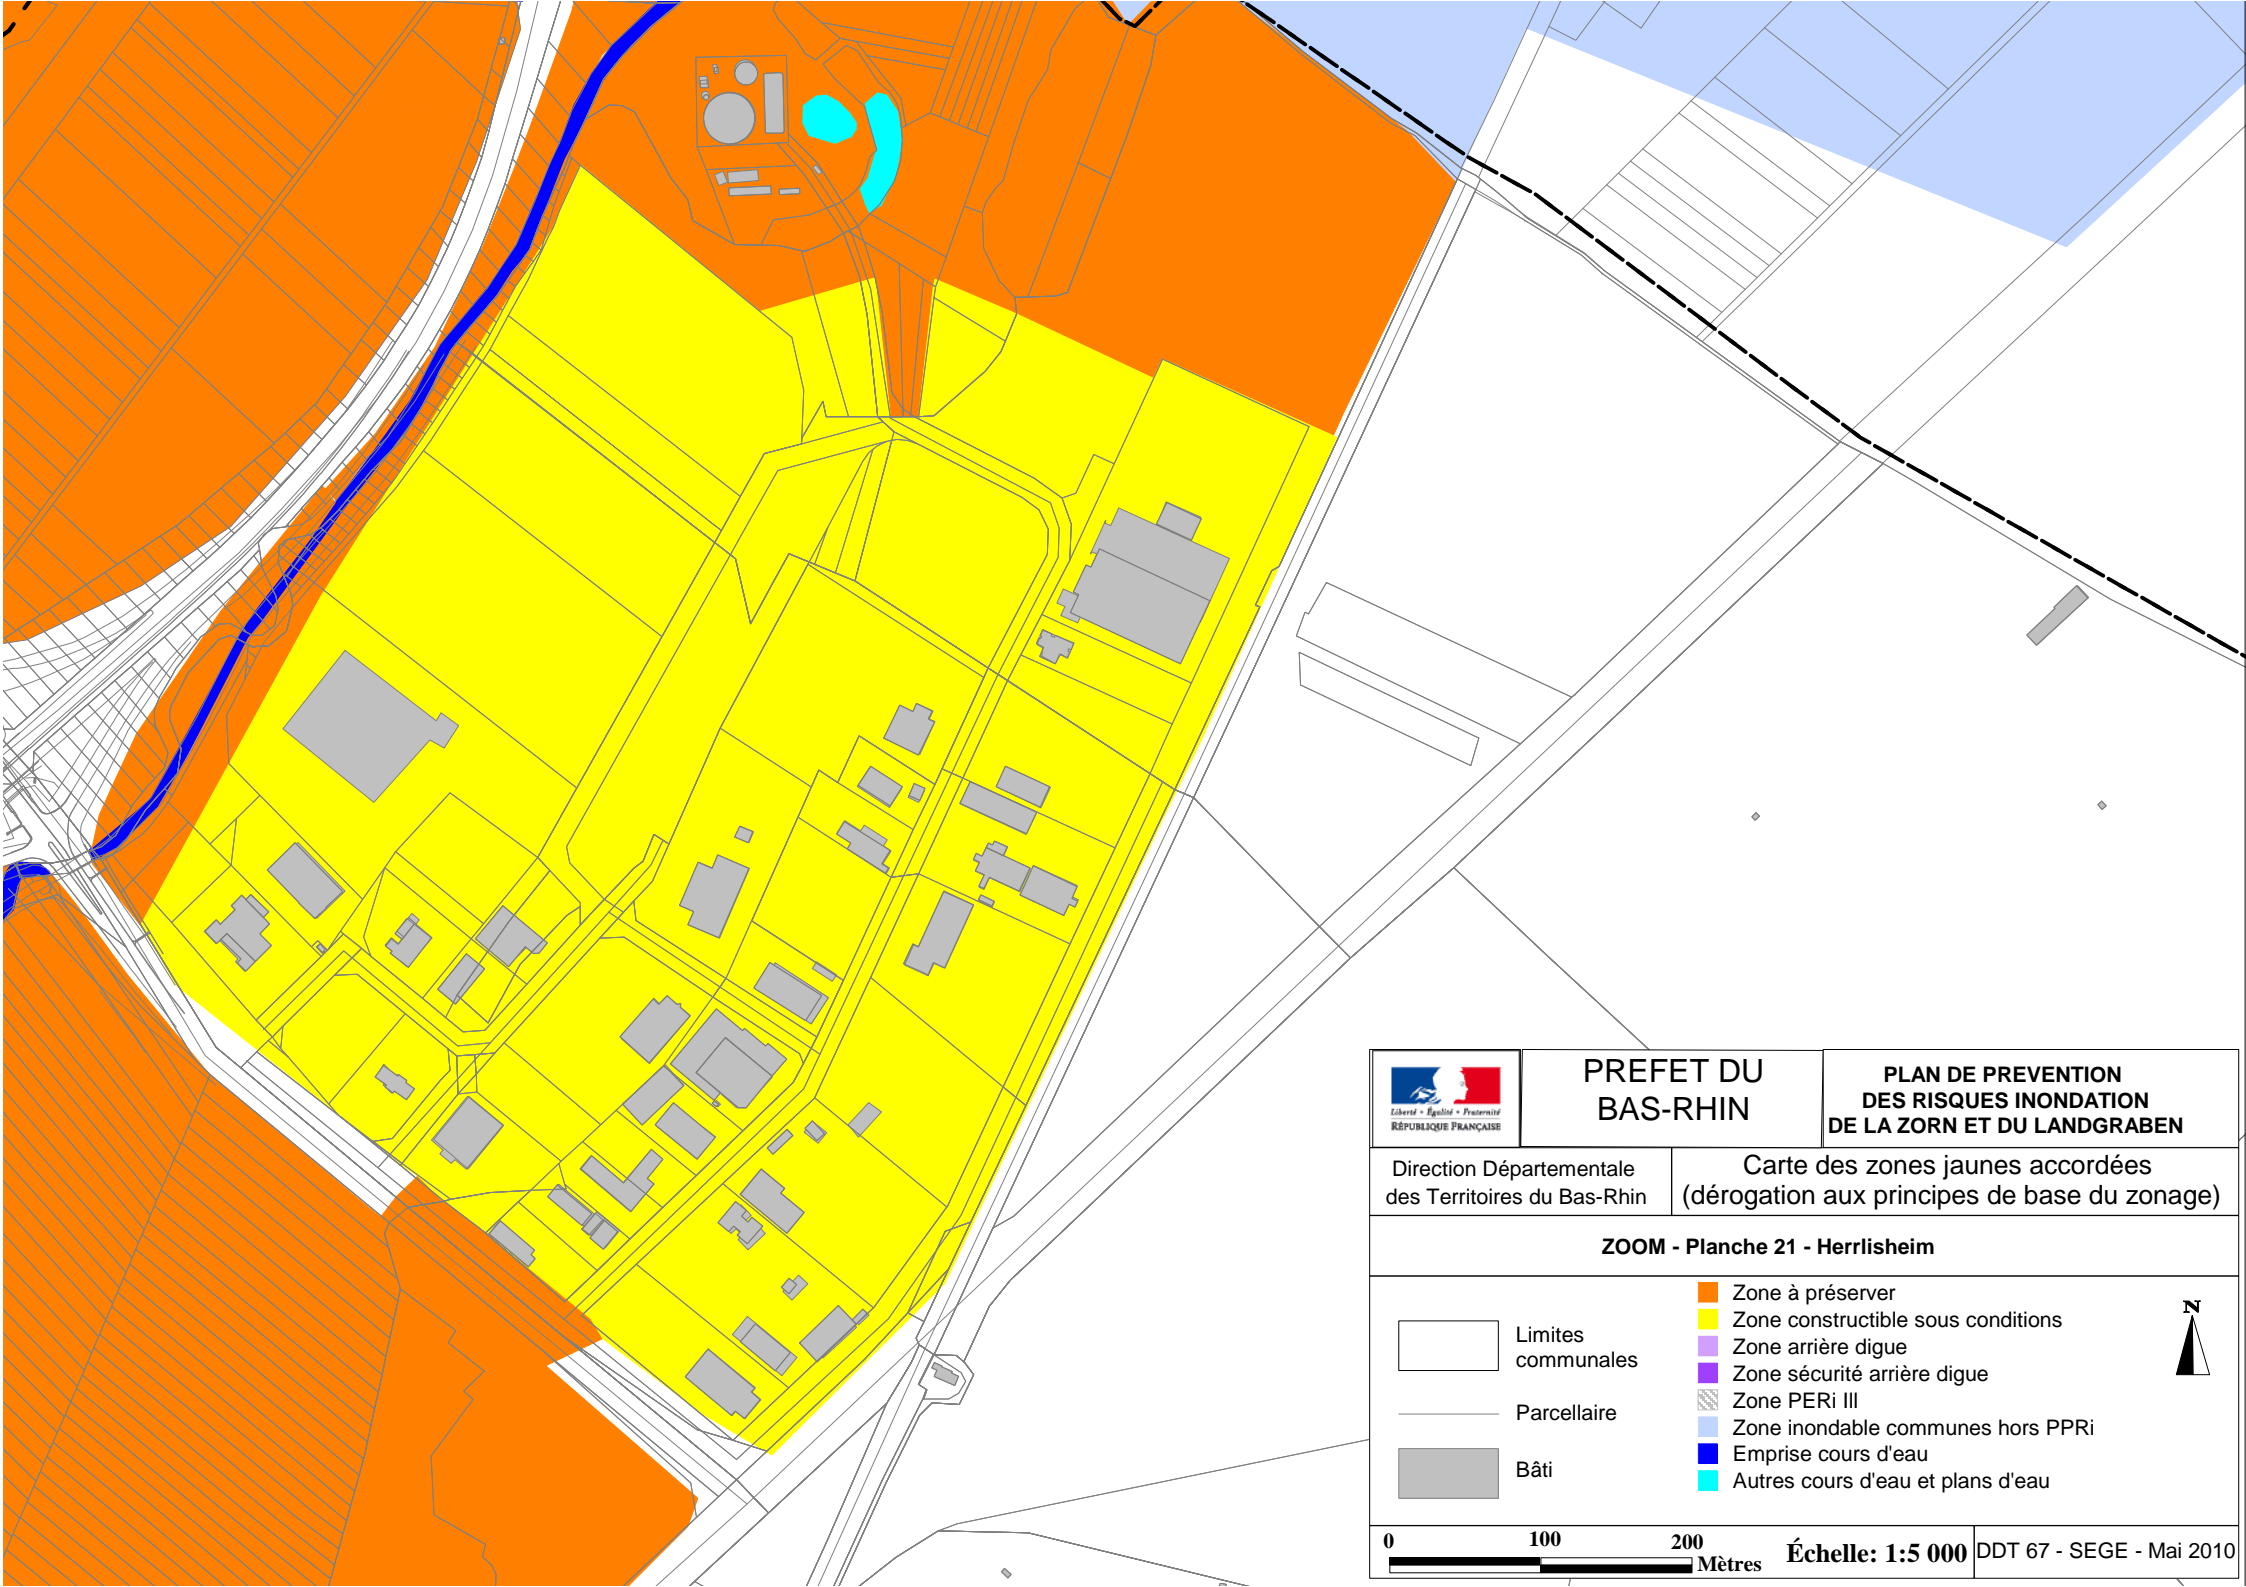 Liberté • Égalité • Fraternité
RÉPUBLIQUE FRANÇAISE
PREFET DU
BAS-RHIN
PLAN DE PREVENTION
DES RISQUES INONDATION
DE LA ZORN ET DU LANDGRABEN
Direction Départementale
des Territoires du Bas-Rhin
Carte des zones jaunes accordées
(dérogation aux principes de base du zonage)
ZOOM - Planche 21 - Herrlisheim
Limites
communales
Parcellaire
Bâti
Zone à préserver
Zone constructible sous conditions
Zone arrière digue
Zone sécurité arrière digue
Zone PERi III
Zone inondable communes hors PPRi
Emprise cours d'eau
Autres cours d'eau et plans d'eau
N
0 100 200
Mètres
Échelle: 1:5 000
DDT 67 - SEGE - Mai 2010